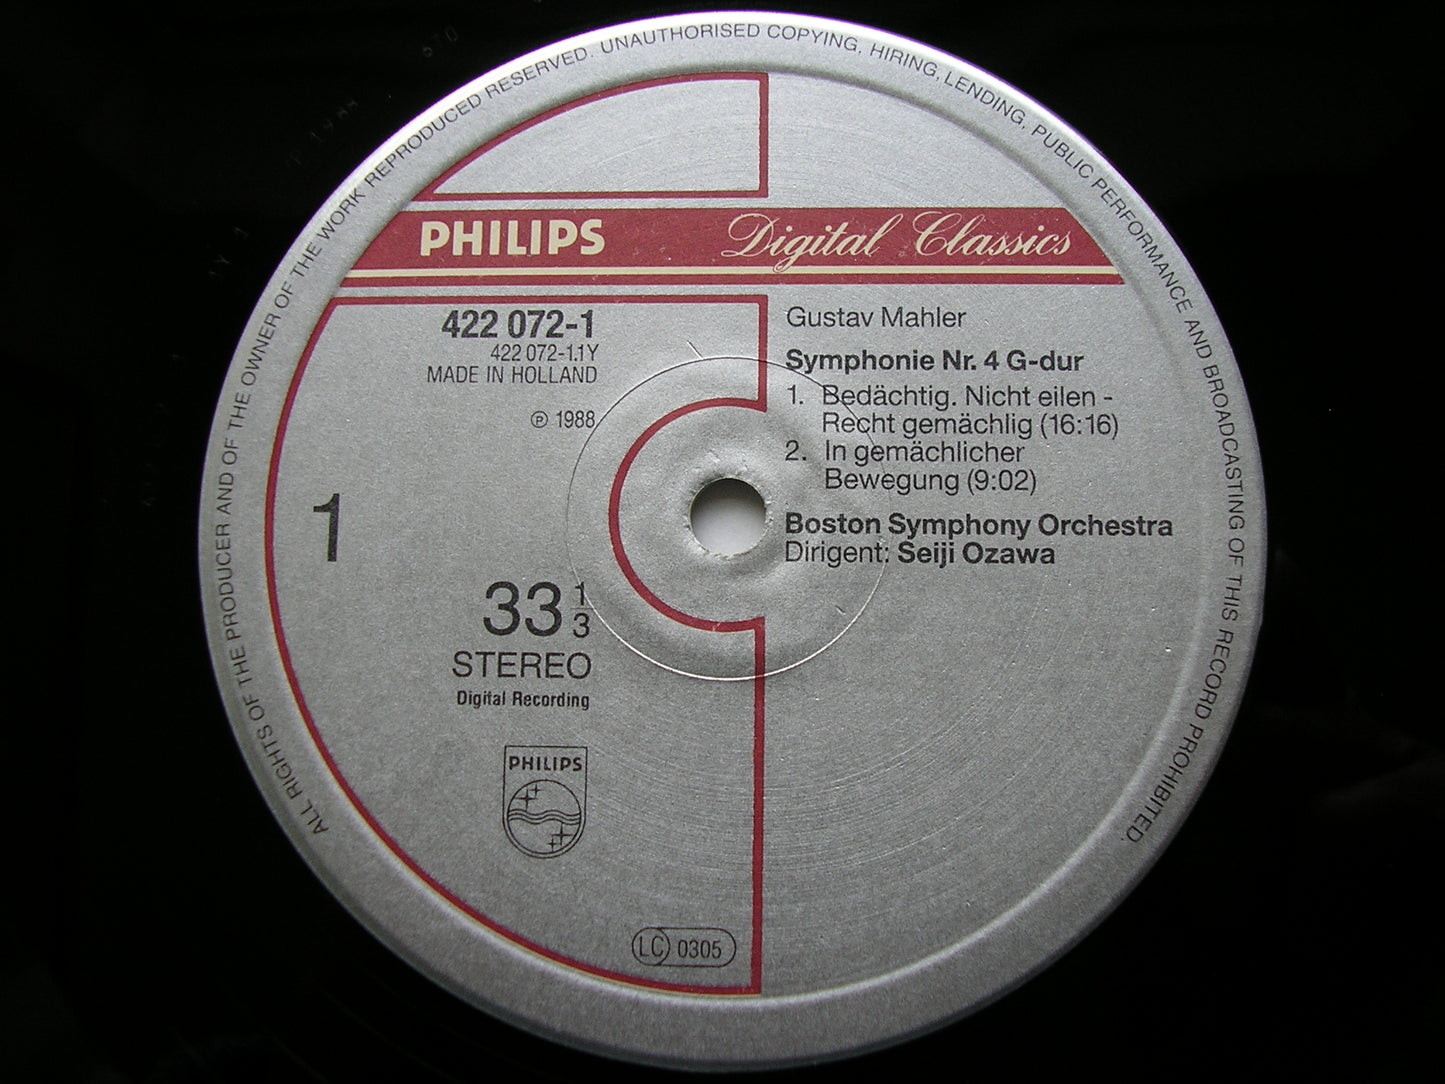 ALL RIGHTS OF THE PRODUCER AND OF THE OWNER OF THE WORK REPRODUCED RESERVED. UNAUTHORISED COPYING, HIRING, LENDING, PUBLIC PERFORMANCE AND BROADCASTING OF THIS RECORD PROHIBITED.
PHILIPS Digital Classics
422 072-1
422 072-1.1Y
MADE IN HOLLAND
℗ 1988
1
33 1/3
STEREO
Digital Recording
PHILIPS
LC 0305
Gustav Mahler
Symphonie Nr. 4 G-dur
1. Bedächtig. Nicht eilen -
Recht gemächlig (16:16)
2. In gemächlicher
Bewegung (9:02)
Boston Symphony Orchestra
Dirigent: Seiji Ozawa